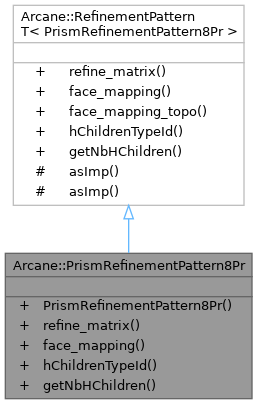 Arcane::RefinementPattern
T< PrismRefinementPattern8Pr >
+ refine_matrix()
+ face_mapping()
+ face_mapping_topo()
+ hChildrenTypeId()
+ getNbHChildren()
# asImp()
# asImp()
Arcane::PrismRefinementPattern8Pr
+ PrismRefinementPattern8Pr()
+ refine_matrix()
+ face_mapping()
+ hChildrenTypeId()
+ getNbHChildren()